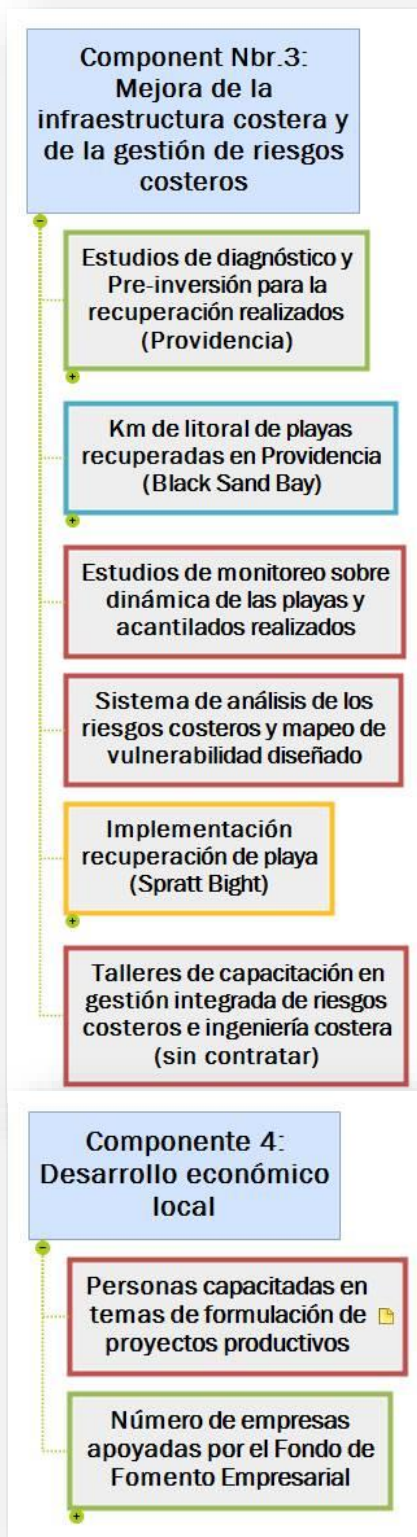 Component Nbr.3:
Mejora de la
infraestructura costera y
de la gestión de riesgos
costeros
Estudios de diagnóstico y
Pre-inversión para la
recuperación realizados
(Providencia)
Km de litoral de playas
recuperadas en Providencia
(Black Sand Bay)
Estudios de monitoreo sobre
dinámica de las playas y
acantilados realizados
Sistema de análisis de los
riesgos costeros y mapeo de
vulnerabilidad diseñado
Implementación
recuperación de playa
(Spratt Bight)
Talleres de capacitación en
gestión integrada de riesgos
costeros e ingeniería costera
(sin contratar)
Componente 4:
Desarrollo económico
local
Personas capacitadas en
temas de formulación de
proyectos productivos
Número de empresas
apoyadas por el Fondo de
Fomento Empresarial